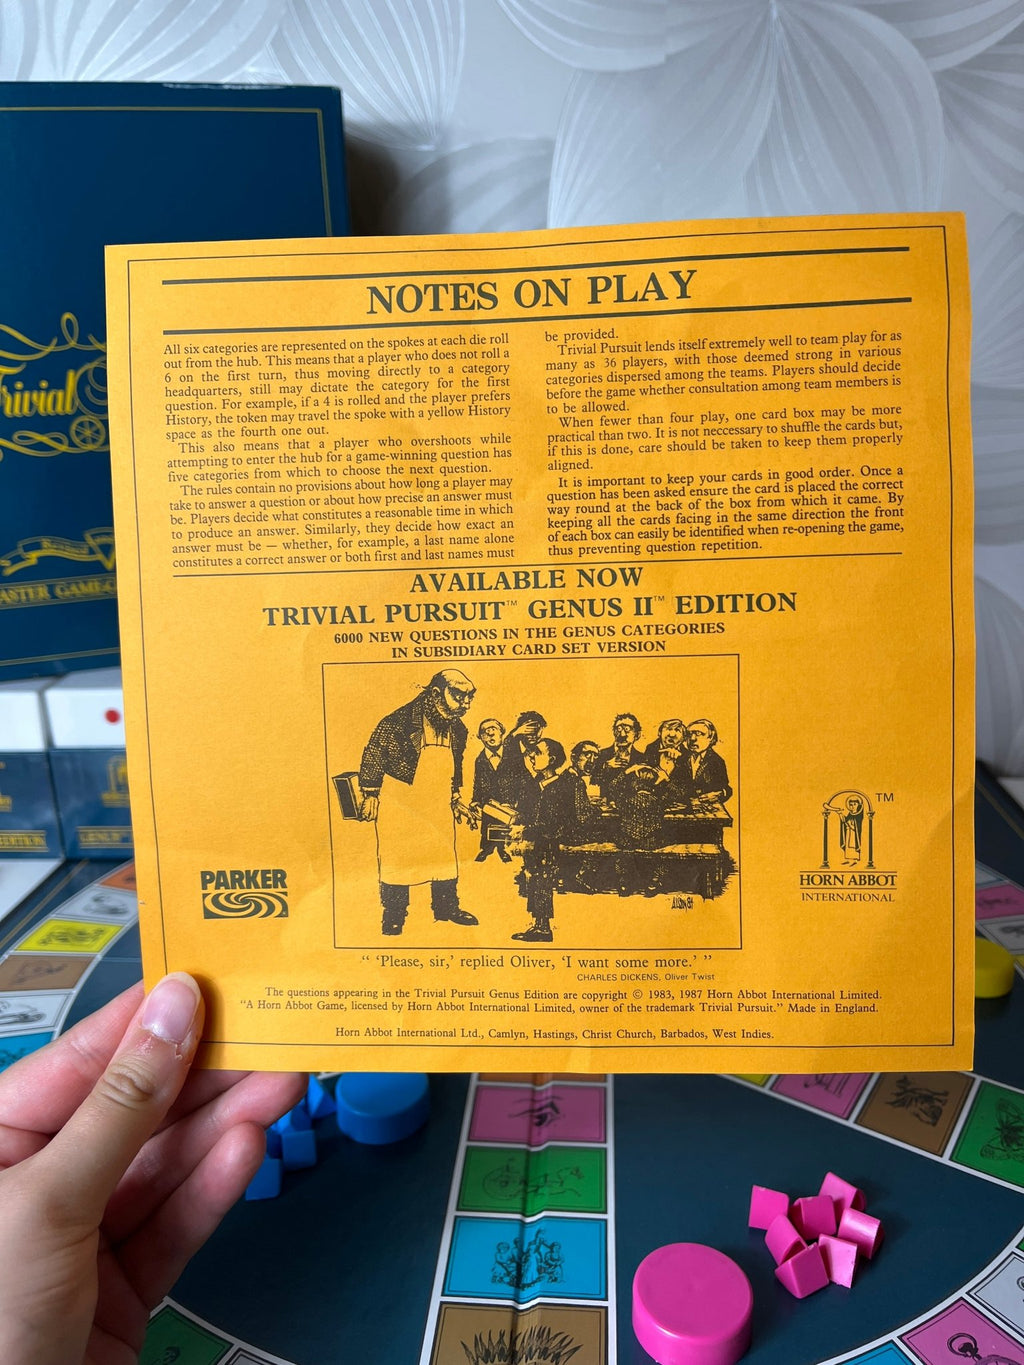 Trivial
MASTER GAME
NOTES ON PLAY
All six categories are represented on the spokes at each die roll
out from the hub. This means that a player who does not roll a
6 on the first turn, thus moving directly to a category
headquarters, still may dictate the category for the first
question. For example, if a 4 is rolled and the player prefers
History, the token may travel the spoke with a yellow History
space as the fourth one out.
This also means that a player who overshoots while
attempting to enter the hub for a game-winning question has
five categories from which to choose the next question.
The rules contain no provisions about how long a player may
take to answer a question or about how precise an answer must
be. Players decide what constitutes a reasonable time in which
to produce an answer. Similarly, they decide how exact an
answer must be — whether, for example, a last name alone
constitutes a correct answer or both first and last names must
be provided.
Trivial Pursuit lends itself extremely well to team play for as
many as 36 players, with those deemed strong in various
categories dispersed among the teams. Players should decide
before the game whether consultation among team members is
to be allowed.
When fewer than four play, one card box may be more
practical than two. It is not neccessary to shuffle the cards but,
if this is done, care should be taken to keep them properly
aligned.
It is important to keep your cards in good order. Once a
question has been asked ensure the card is placed the correct
way round at the back of the box from which it came. By
keeping all the cards facing in the same direction the front
of each box can easily be identified when re-opening the game,
thus preventing question repetition.
AVAILABLE NOW
TRIVIAL PURSUIT™ GENUS II™ EDITION
6000 NEW QUESTIONS IN THE GENUS CATEGORIES
IN SUBSIDIARY CARD SET VERSION
PARKER
TM
HORN ABBOT
INTERNATIONAL
“ ‘Please, sir,’ replied Oliver, ‘I want some more.’ ”
CHARLES DICKENS, Oliver Twist
The questions appearing in the Trivial Pursuit Genus Edition are copyright © 1983, 1987 Horn Abbot International Limited.
“A Horn Abbot Game, licensed by Horn Abbot International Limited, owner of the trademark Trivial Pursuit.” Made in England.
Horn Abbot International Ltd., Camlyn, Hastings, Christ Church, Barbados, West Indies.
EDITION
GENUS